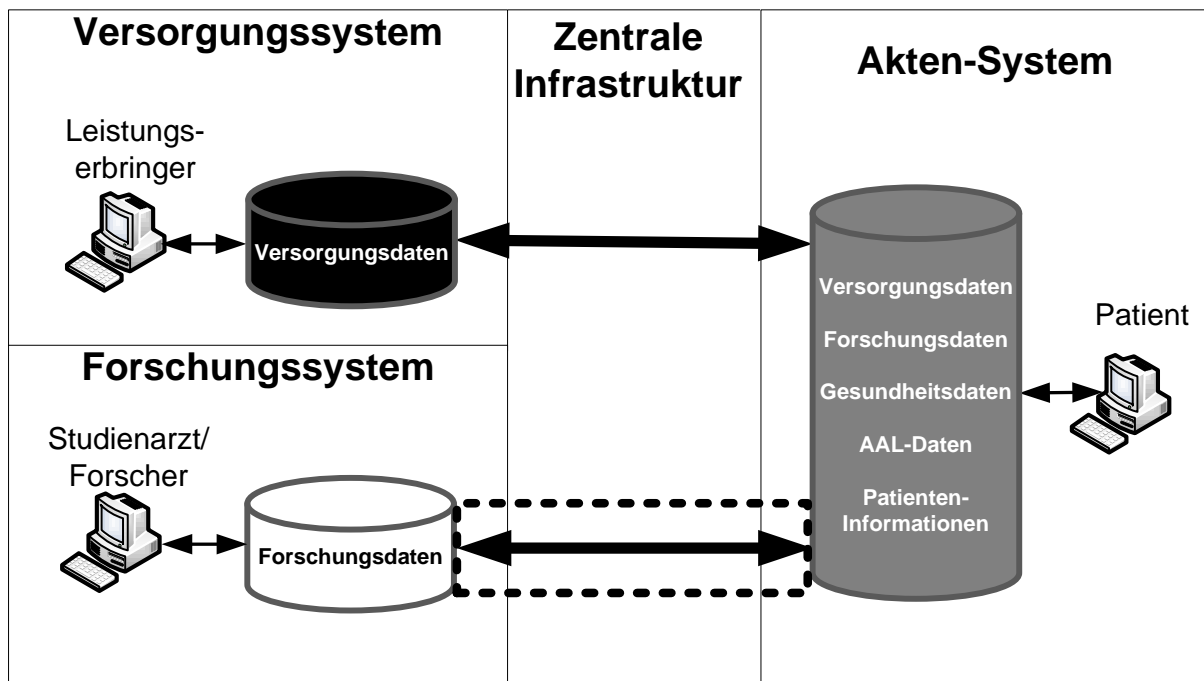 Versorgungssystem
Leistungs-
erbringer
Versorgungsdaten
Forschungssystem
Studienarzt/
Forscher
Forschungsdaten
Zentrale
Infrastruktur
Akten-System
Versorgungsdaten
Forschungsdaten
Gesundheitsdaten
AAL-Daten
Patienten-
Informationen
Patient